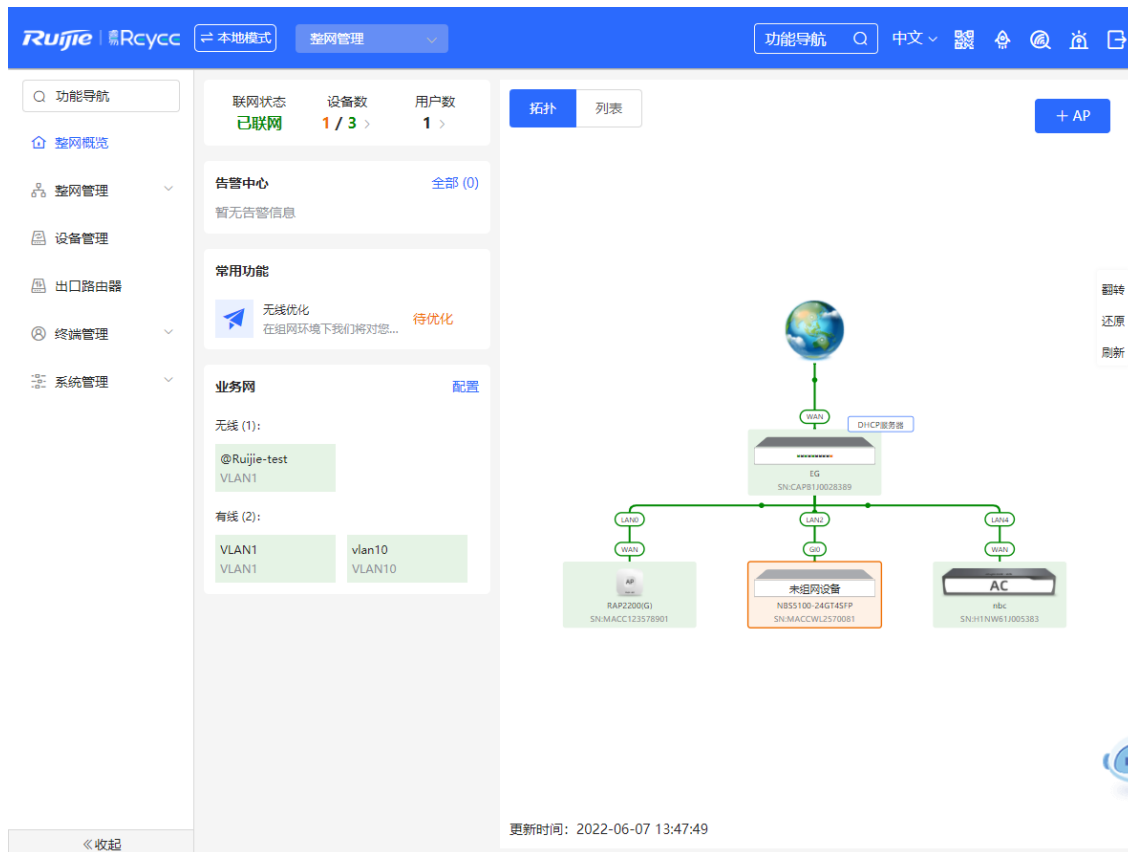 Ruijie Rcycc 本地模式 整网管理 功能导航 中文
功能导航
整网概览
整网管理
设备管理
出口路由器
终端管理
系统管理
《收起
联网状态 设备数 用户数
已联网 1 / 3 1
告警中心 全部 (0)
暂无告警信息
常用功能
无线优化
在组网环境下我们将对您...
待优化
业务网 配置
无线 (1):
@Ruijie-test
VLAN1
有线 (2):
VLAN1 vlan10
VLAN1 VLAN10
拓扑 列表
+ AP
翻转
还原
刷新
WAN
DHCP服务器
EG
SN:CAP81J0028389
LAN0 LAN2 LAN4
WAN GI0 WAN
AP 未组网设备 AC
RAP2200(G) NBS5100-24GT4SFP nbc
SN:MACC123578901 SN:MACCWL2570081 SN:H1NW61J005383
更新时间：2022-06-07 13:47:49